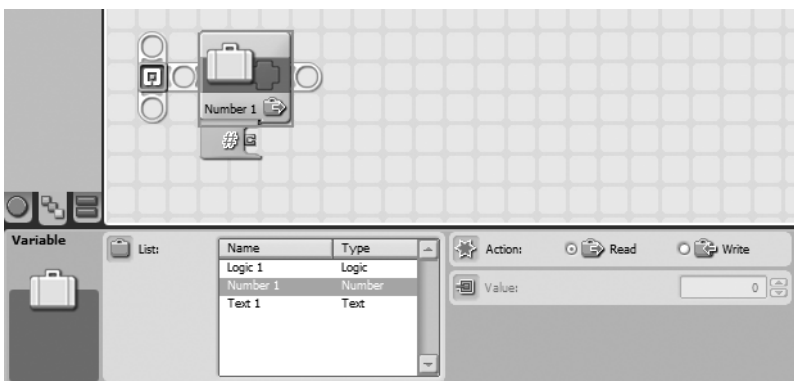 Number 1
#
Variable
List:
Name Type
Logic 1 Logic
Number 1 Number
Text 1 Text
Action: Read Write
Value: 0